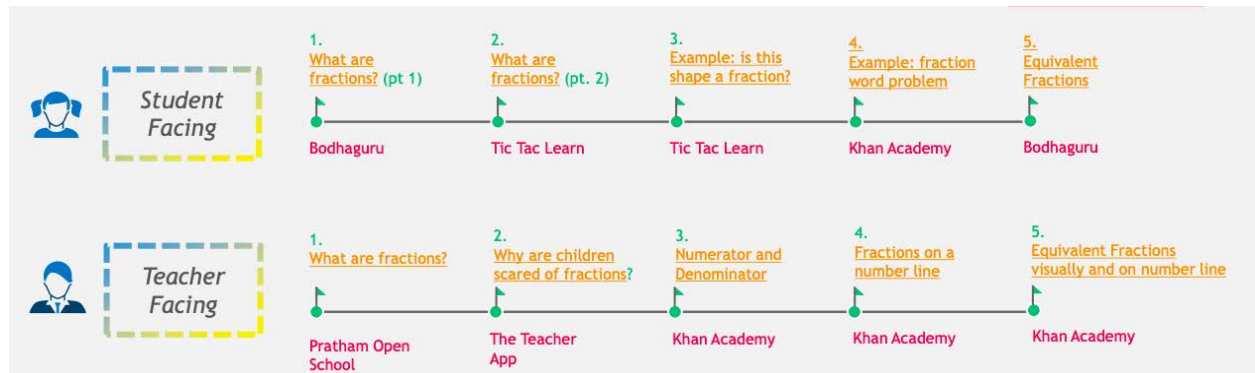 Student
Facing
1.
What are
fractions? (pt 1)
Bodhaguru
2.
What are
fractions? (pt. 2)
Tic Tac Learn
3.
Example: is this
shape a fraction?
Tic Tac Learn
4.
Example: fraction
word problem
Khan Academy
5.
Equivalent
Fractions
Bodhaguru
Teacher
Facing
1.
What are fractions?
Pratham Open
School
2.
Why are children
scared of fractions?
The Teacher
App
3.
Numerator and
Denominator
Khan Academy
4.
Fractions on a
number line
Khan Academy
5.
Equivalent Fractions
visually and on number line
Khan Academy